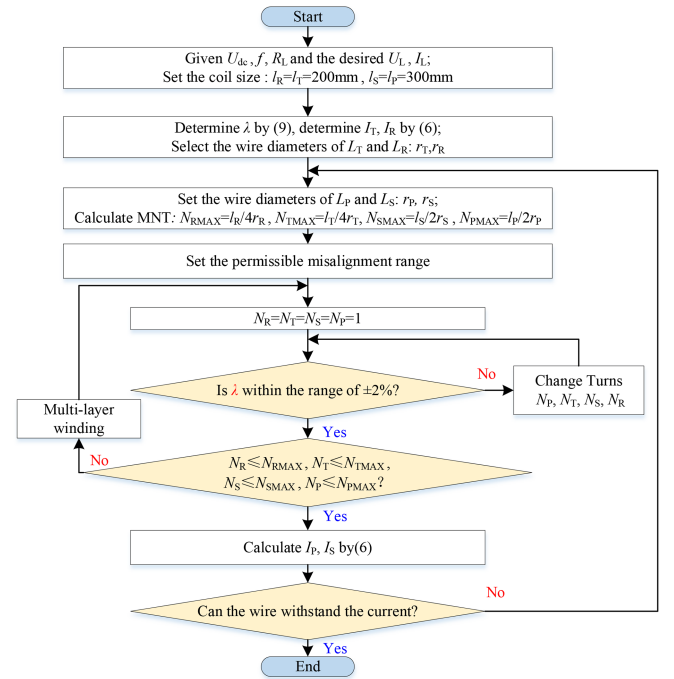 Start
Given Udc , f, RL and the desired UL , IL;
Set the coil size : lR=lT=200mm , lS=lP=300mm
Determine λ by (9), determine IT, IR by (6);
Select the wire diameters of LT and LR: rT,rR
Set the wire diameters of LP and LS: rP, rS;
Calculate MNT: NRMAX=lR/4rR , NTMAX=lT/4rT, NSMAX=lS/2rS , NPMAX=lP/2rP
Set the permissible misalignment range
NR=NT=NS=NP=1
Is λ within the range of ±2%?
No
Change Turns
NP, NT, NS, NR
Multi-layer
winding
Yes
No
NR⩽NRMAX , NT⩽NTMAX ,
NS⩽NSMAX , NP⩽NPMAX?
Yes
Calculate IP, IS by(6)
Can the wire withstand the current?
No
Yes
End